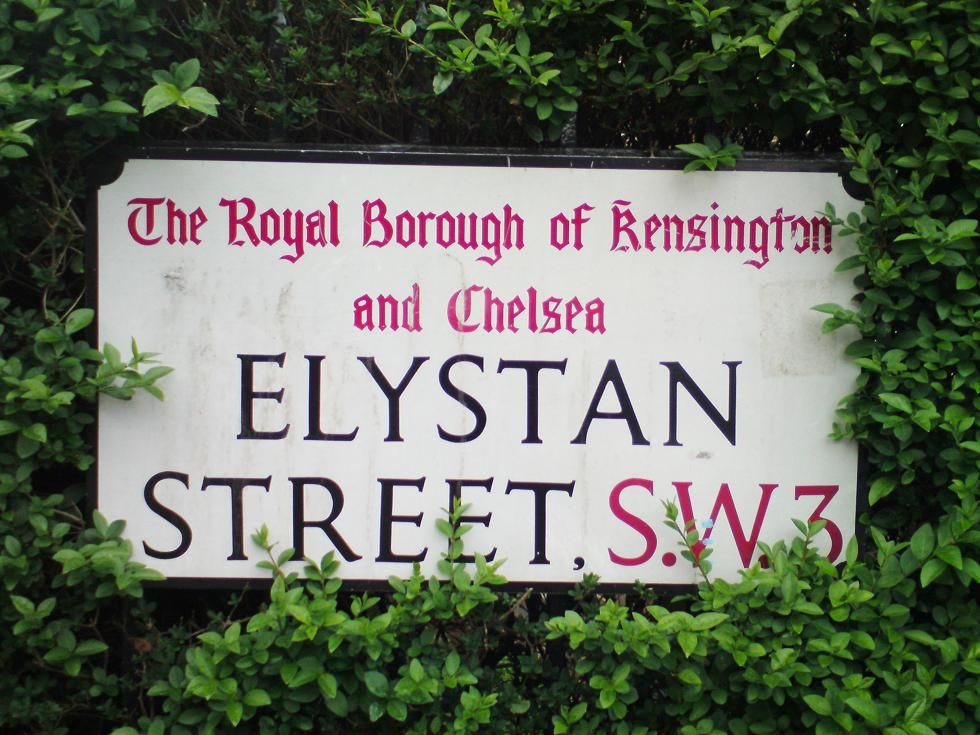 The Royal Borough of Kensington
and Chelsea
ELYSTAN
STREET, S.W.3